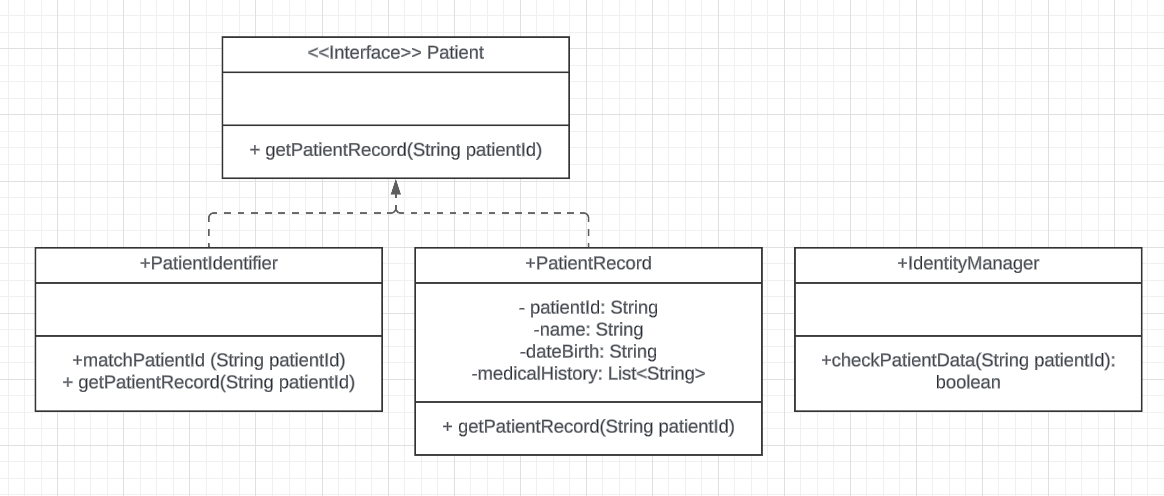 <<Interface>> Patient
+ getPatientRecord(String patientId)
+PatientIdentifier
+matchPatientId (String patientId)
+ getPatientRecord(String patientId)
+PatientRecord
- patientId: String
-name: String
-dateBirth: String
-medicalHistory: List<String>
+ getPatientRecord(String patientId)
+IdentityManager
+checkPatientData(String patientId):
boolean